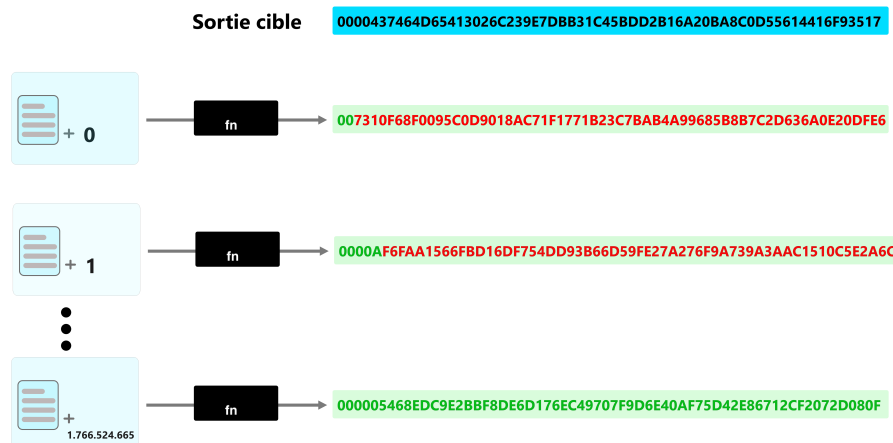 Sortie cible 0000437464D65413026C239E7DBB31C45BDD2B16A20BA8C0D55614416F93517
+ 0 fn 007310F68F0095C0D9018AC71F1771B23C7BAB4A99685B8B7C2D636A0E20DFE6
+ 1 fn 0000AF6FAA1566FBD16DF754DD93B66D59FE27A276F9A739A3AAC1510C5E2A6C
+ 1.766.524.665 fn 000005468EDC9E2BBF8DE6D176EC49707F9D6E40AF75D42E86712CF2072D080F